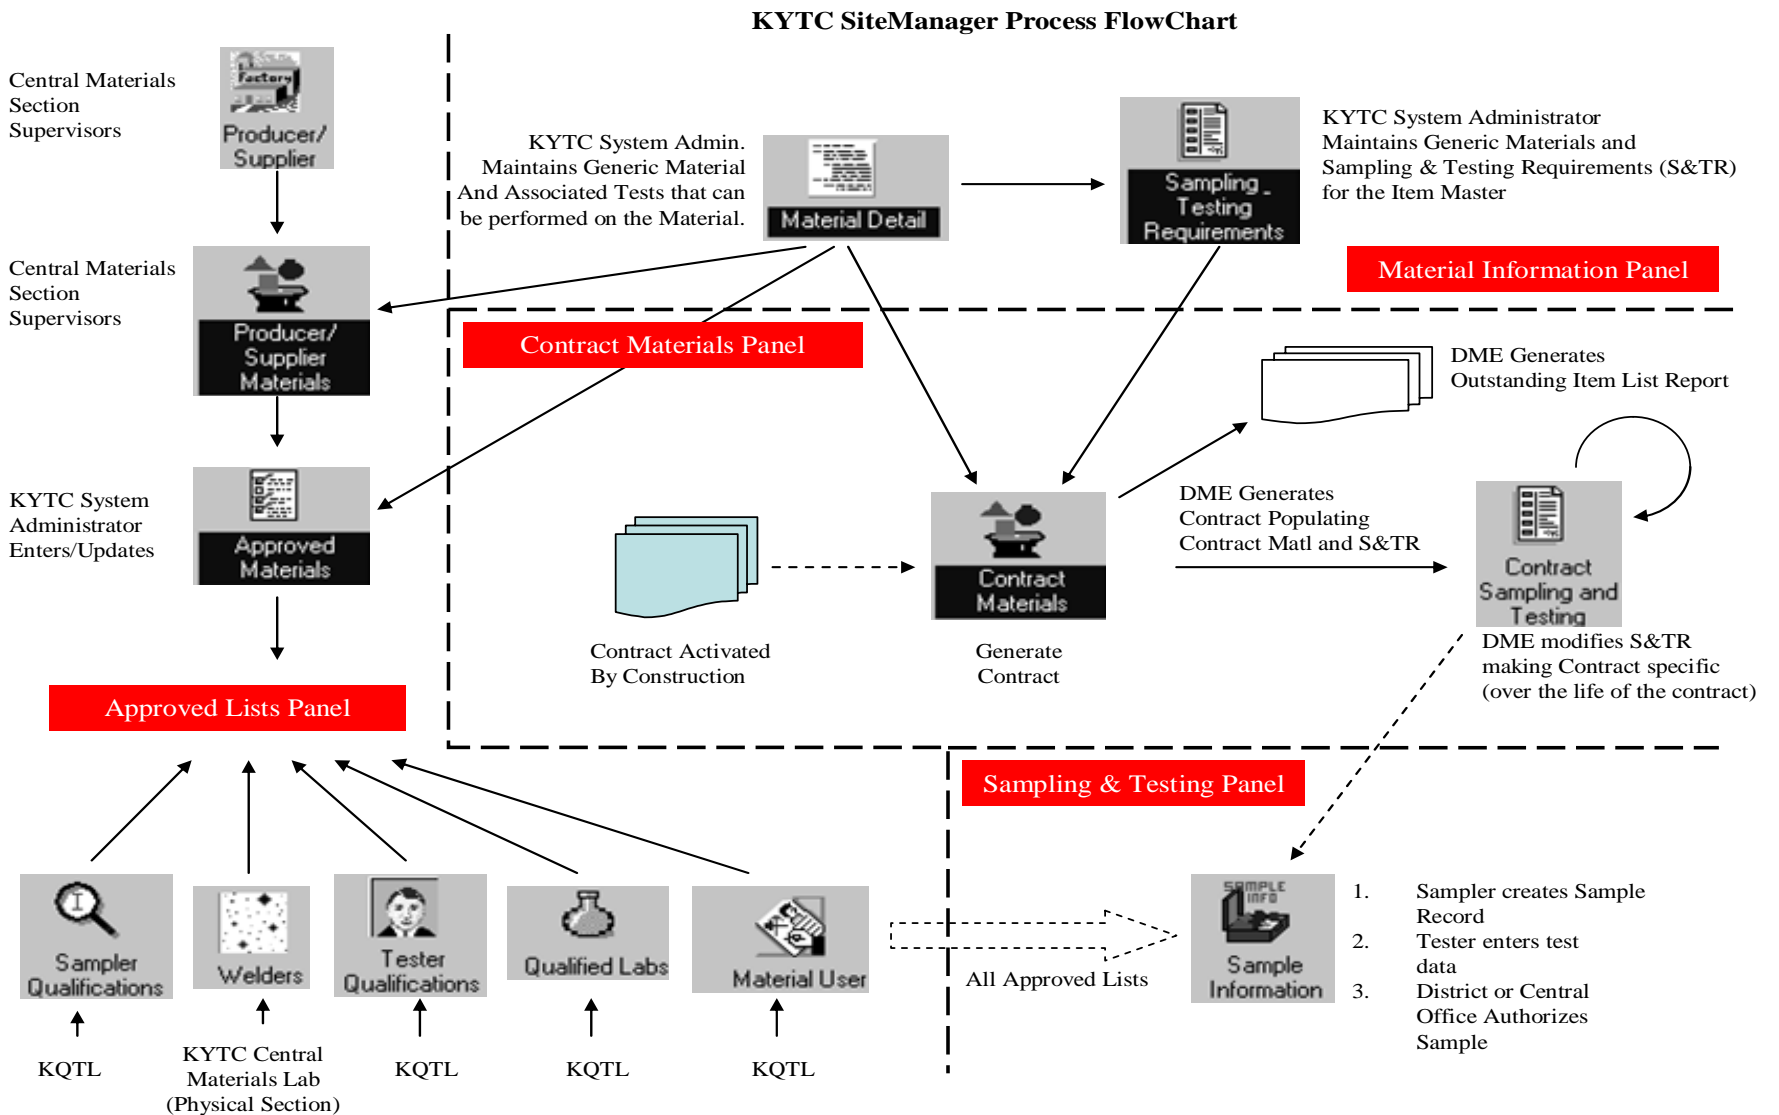 KYTC SiteManager Process FlowChart
Central Materials
Section
Supervisors
Factory
Producer/
Supplier
KYTC System Admin.
Maintains Generic Material
And Associated Tests that can
be performed on the Material.
Material Detail
Sampling_
Testing
Requirements
KYTC System Administrator
Maintains Generic Materials and
Sampling & Testing Requirements (S&TR)
for the Item Master
Material Information Panel
Central Materials
Section
Supervisors
Producer/
Supplier
Materials
Contract Materials Panel
DME Generates
Outstanding Item List Report
KYTC System
Administrator
Enters/Updates
Approved
Materials
Contract Activated
By Construction
Contract
Materials
Generate
Contract
DME Generates
Contract Populating
Contract Matl and S&TR
Contract
Sampling and
Testing
DME modifies S&TR
making Contract specific
(over the life of the contract)
Approved Lists Panel
Sampling & Testing Panel
Sampler
Qualifications
Welders
Tester
Qualifications
Qualified Labs
Material User
All Approved Lists
SAMPLE
INFO
Sample
Information
1. Sampler creates Sample
Record
2. Tester enters test
data
3. District or Central
Office Authorizes
Sample
KQTL
KYTC Central
Materials Lab
(Physical Section)
KQTL
KQTL
KQTL